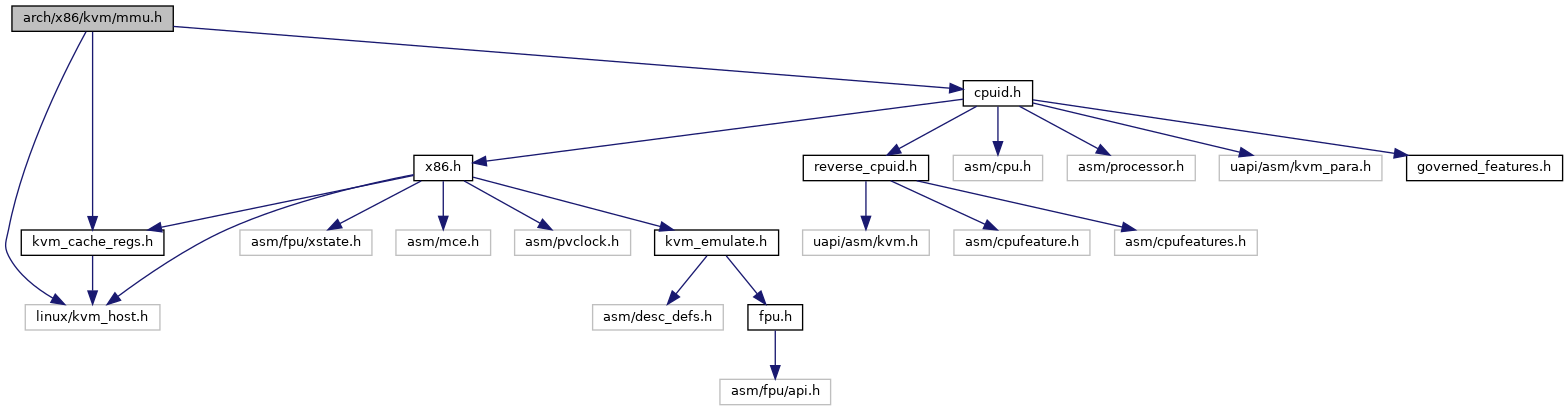 arch/x86/kvm/mmu.h
cpuid.h
x86.h
reverse_cpuid.h
asm/cpu.h
asm/processor.h
uapi/asm/kvm_para.h
governed_features.h
kvm_cache_regs.h
asm/fpu/xstate.h
asm/mce.h
asm/pvclock.h
kvm_emulate.h
uapi/asm/kvm.h
asm/cpufeature.h
asm/cpufeatures.h
linux/kvm_host.h
asm/desc_defs.h
fpu.h
asm/fpu/api.h